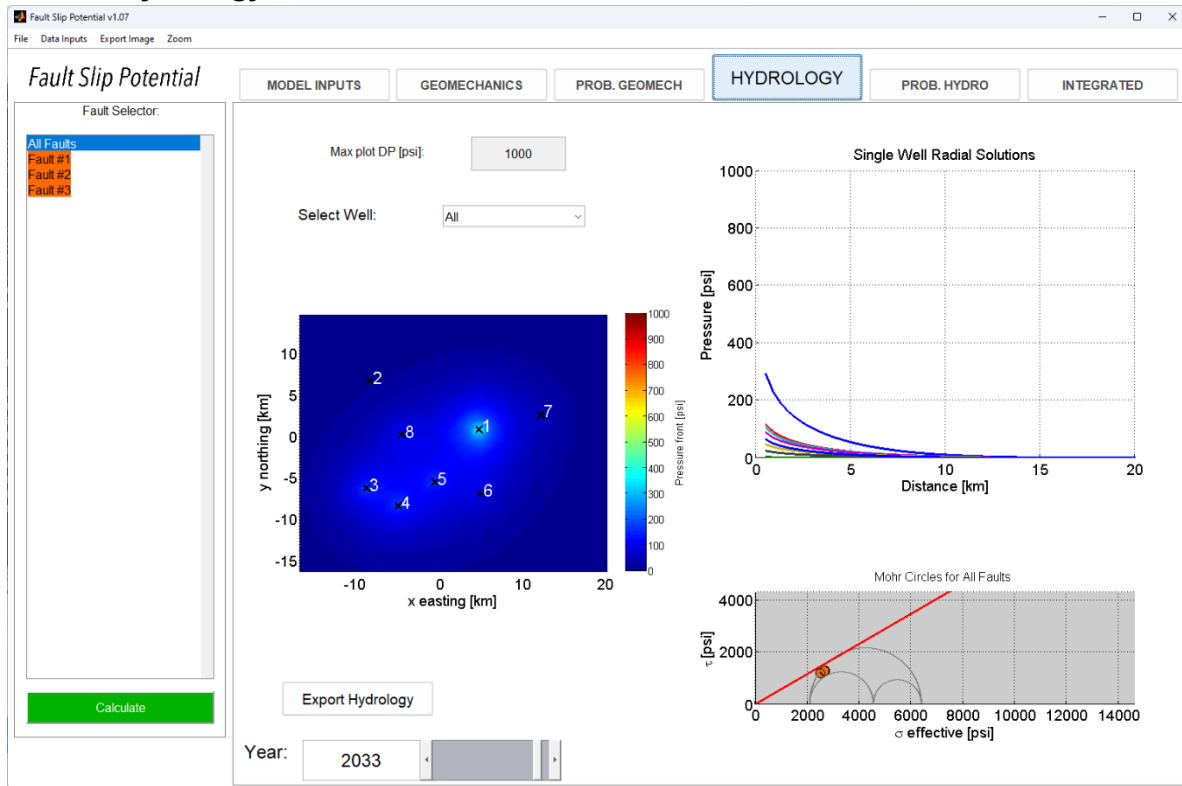 Fault Slip Potential v1.07
File Data Inputs Export Image Zoom
Fault Slip Potential
MODEL INPUTS GEOMECHANICS PROB. GEOMECH HYDROLOGY PROB. HYDRO INTEGRATED
Fault Selector:
All Faults
Fault #1
Fault #2
Fault #3
Calculate
Max plot DP [psi]: 1000
Select Well: All
10
5
0
-5
-10
-15
y northing [km]
-10 0 10 20
x easting [km]
2
7
1
8
5
3
6
4
1000
900
800
700
600
500
400
300
200
100
0
Pressure front [psi]
Export Hydrology
Year: 2033
Single Well Radial Solutions
1000
800
600
400
200
0
Pressure [psi]
0 5 10 15 20
Distance [km]
Mohr Circles for All Faults
4000
2000
0
τ [psi]
0 2000 4000 6000 8000 10000 12000 14000
σ effective [psi]